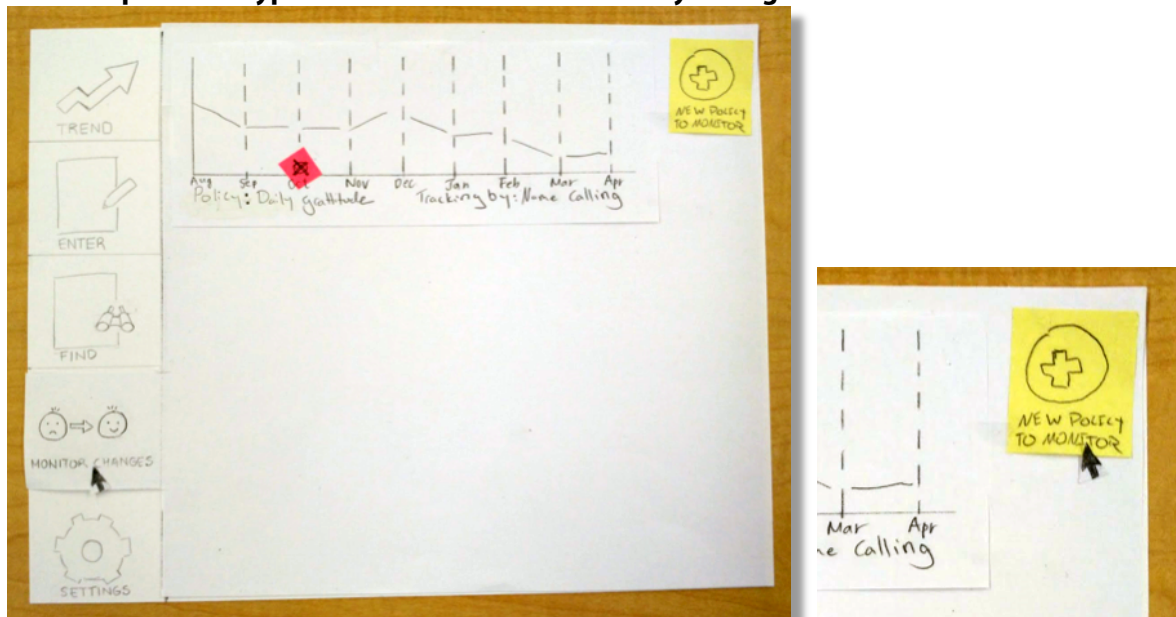 TREND
ENTER
FIND
MONITOR CHANGES
SETTINGS
NEW POLICY
TO MONITOR
Aug Sep Oct Nov Dec Jan Feb Mar Apr
Policy: Daily gratitude Tracking by: Name Calling
NEW POLICY
TO MONITOR
Mar Apr
Calling